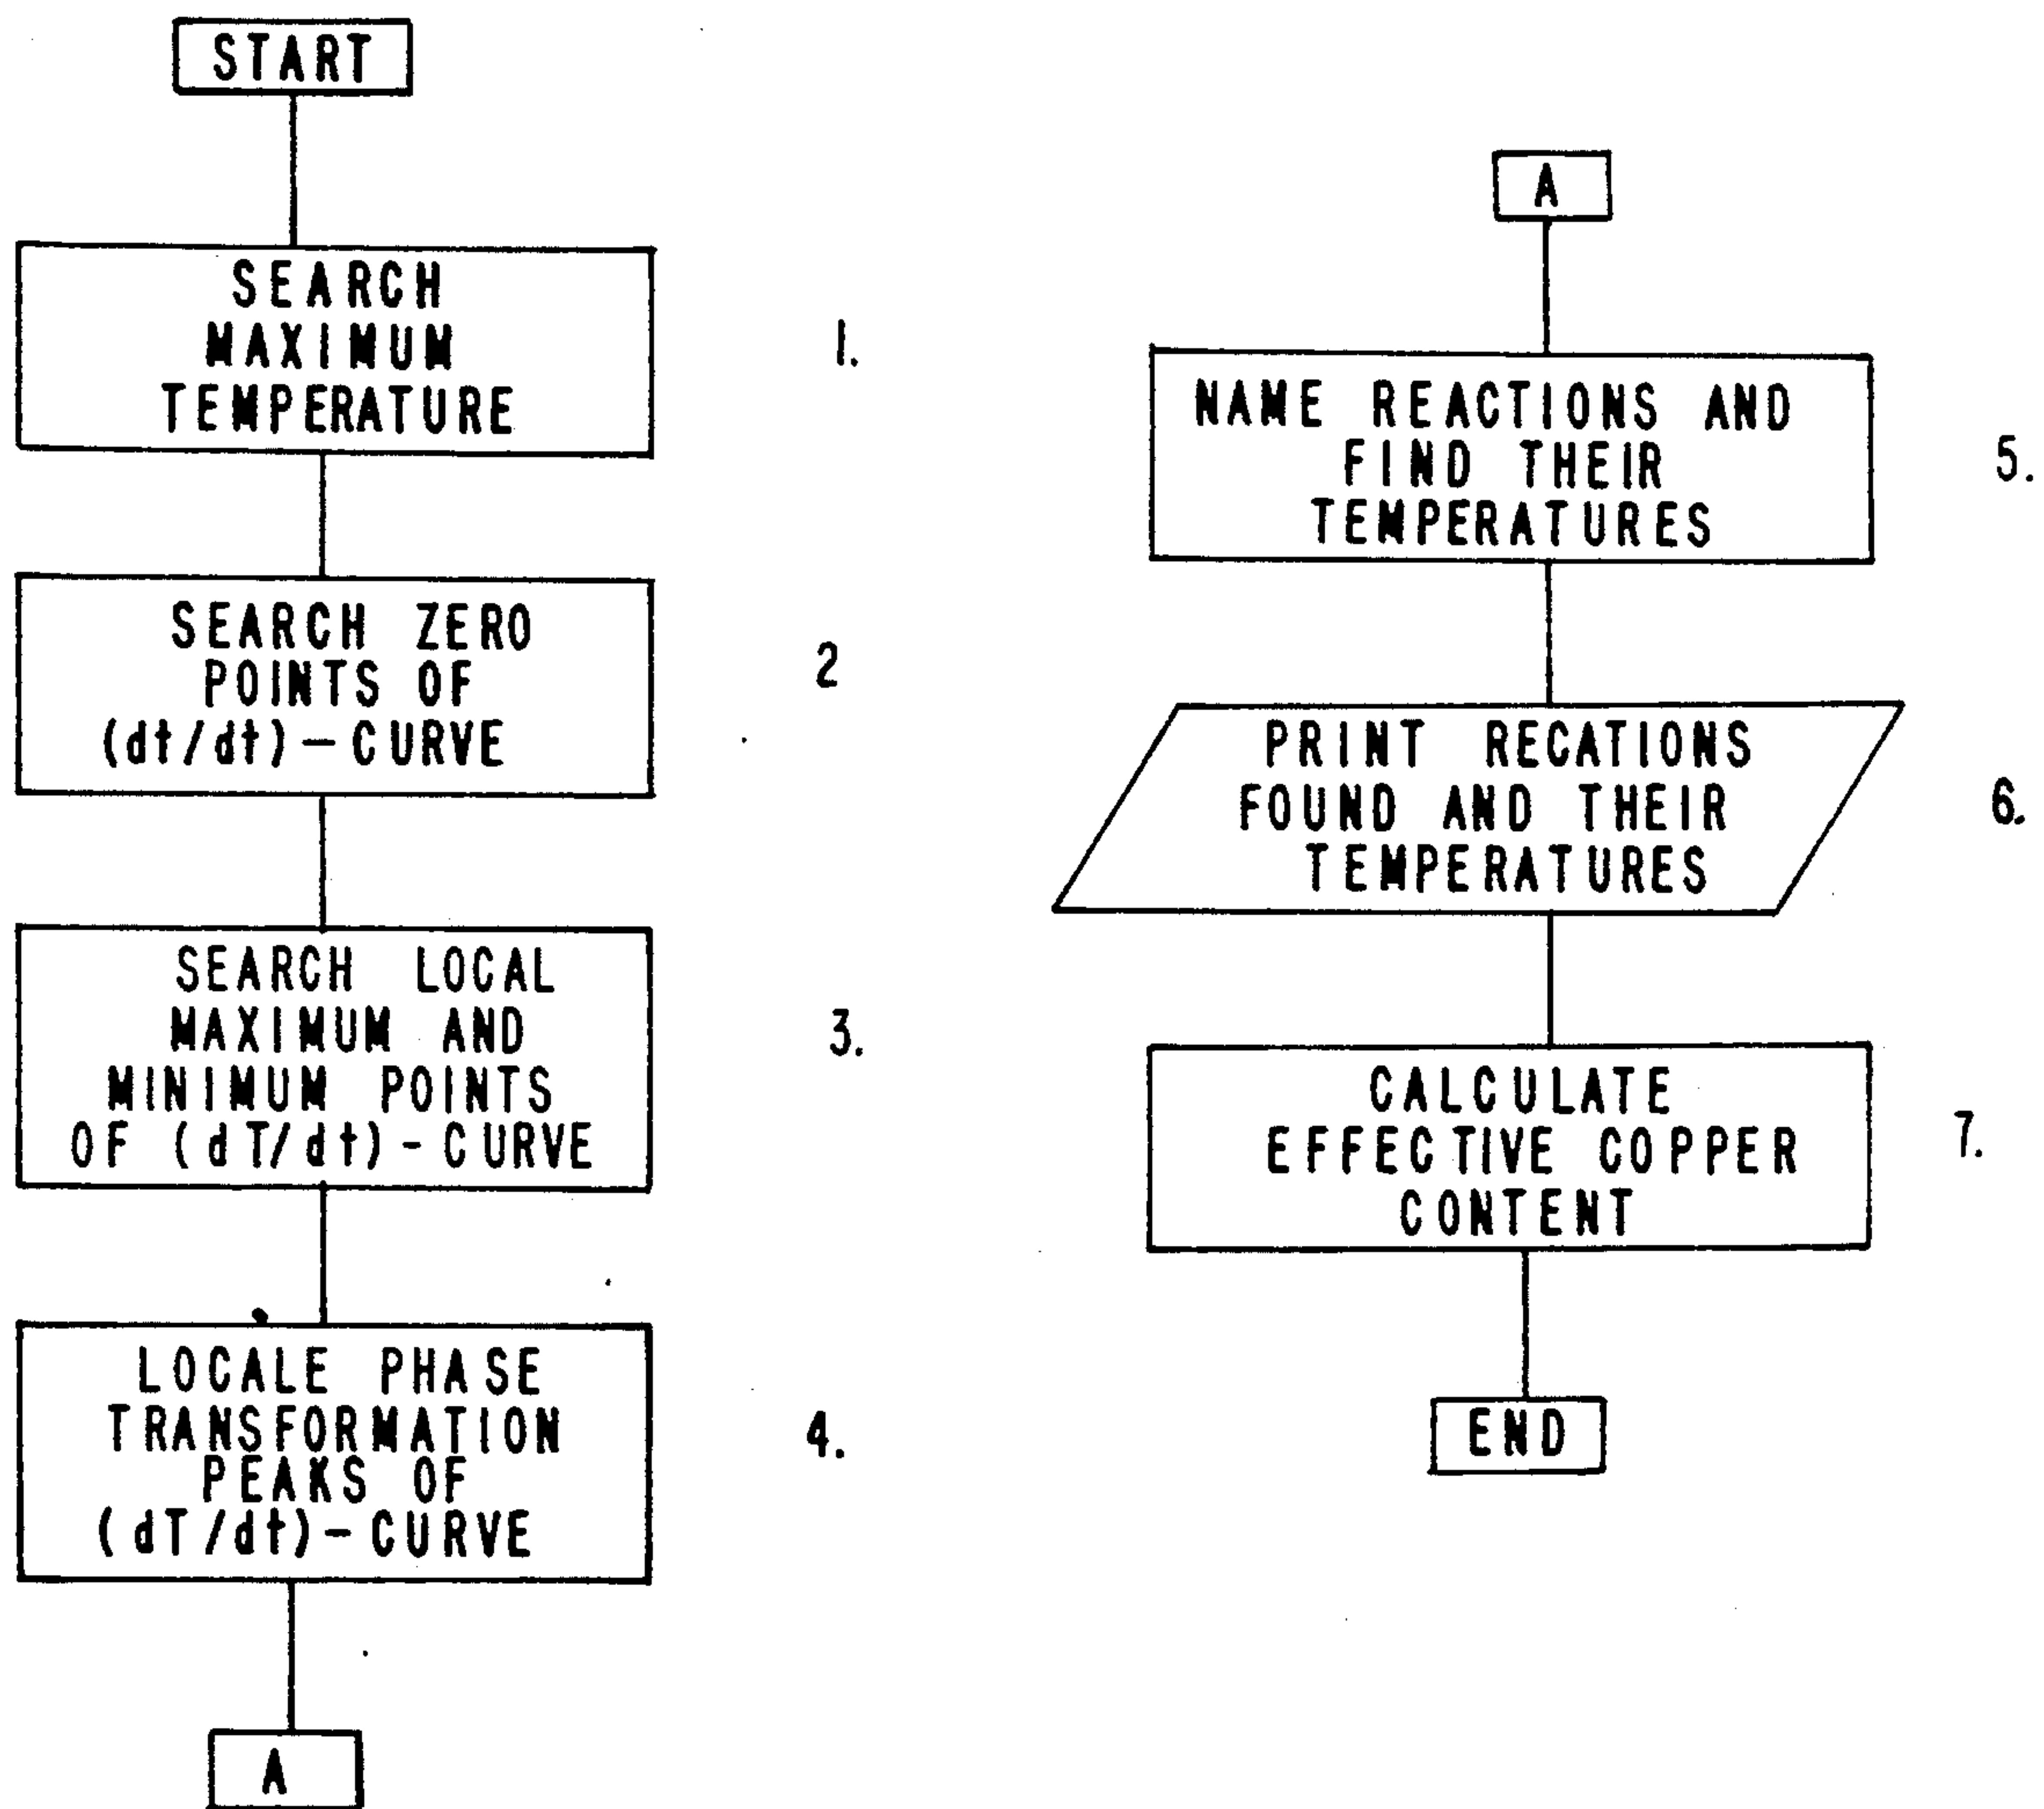 START
SEARCH
MAXIMUM
TEMPERATURE
1.
SEARCH ZERO
POINTS OF
(dt/dt)-CURVE
2
SEARCH LOCAL
MAXIMUM AND
MINIMUM POINTS
OF (dT/dt)-CURVE
3.
LOCALE PHASE
TRANSFORMATION
PEAKS OF
(dT/dt)-CURVE
4.
A
A
NAME REACTIONS AND
FIND THEIR
TEMPERATURES
5.
PRINT RECATIONS
FOUND AND THEIR
TEMPERATURES
6.
CALCULATE
EFFECTIVE COPPER
CONTENT
7.
END